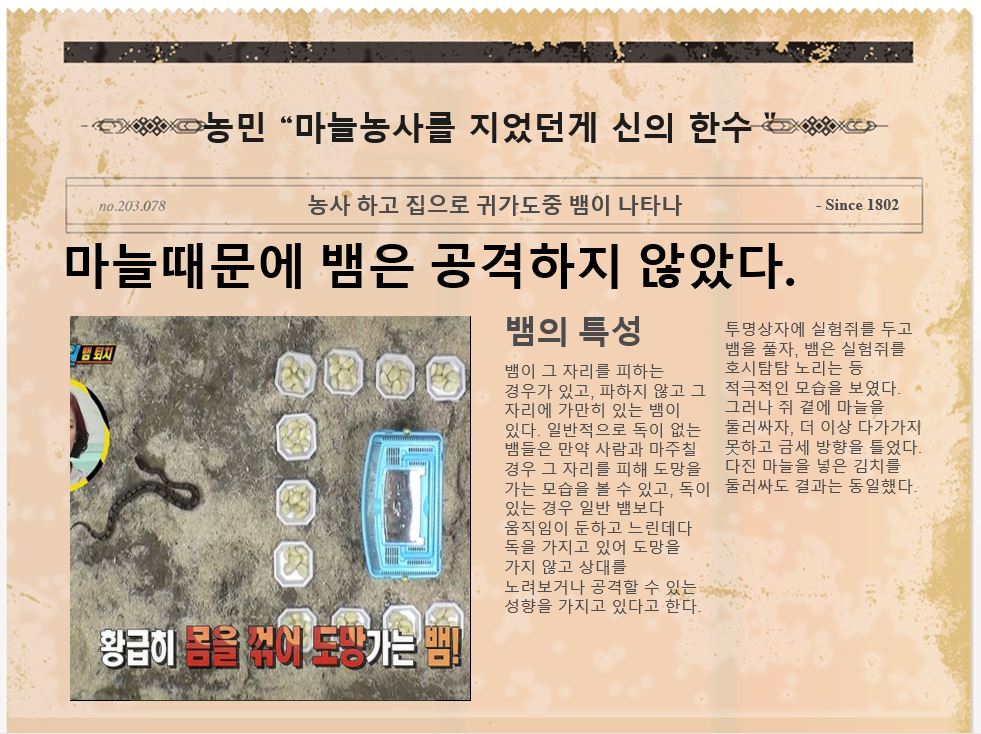 농민 “마늘농사를 지었던게 신의 한수 ”
no.203.078
농사 하고 집으로 귀가도중 뱀이 나타나
- Since 1802
마늘때문에 뱀은 공격하지 않았다.
뱀 퇴치
황급히 몸을 꺾어 도망가는 뱀!
뱀의 특성
뱀이 그 자리를 피하는
경우가 있고, 파하지 않고 그
자리에 가만히 있는 뱀이
있다. 일반적으로 독이 없는
뱀들은 만약 사람과 마주칠
경우 그 자리를 피해 도망을
가는 모습을 볼 수 있고, 독이
있는 경우 일반 뱀보다
움직임이 둔하고 느린데다
독을 가지고 있어 도망을
가지 않고 상대를
노려보거나 공격할 수 있는
성향을 가지고 있다고 한다.
투명상자에 실험쥐를 두고
뱀을 풀자, 뱀은 실험쥐를
호시탐탐 노리는 등
적극적인 모습을 보였다.
그러나 쥐 곁에 마늘을
둘러싸자, 더 이상 다가가지
못하고 금세 방향을 틀었다.
다진 마늘을 넣은 김치를
둘러싸도 결과는 동일했다.